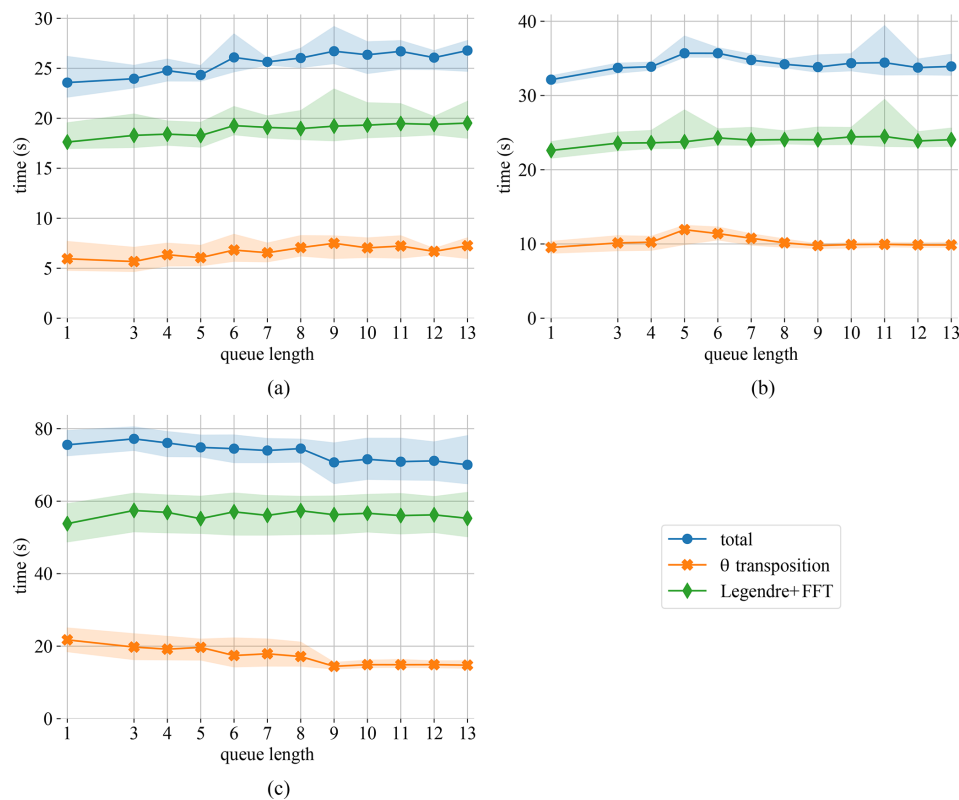 30
25
20
15
10
5
0
time (s)
1 3 4 5 6 7 8 9 10 11 12 13
queue length
(a)
40
30
20
10
0
time (s)
1 3 4 5 6 7 8 9 10 11 12 13
queue length
(b)
80
60
40
20
0
time (s)
1 3 4 5 6 7 8 9 10 11 12 13
queue length
(c)
total
θ transposition
Legendre+FFT